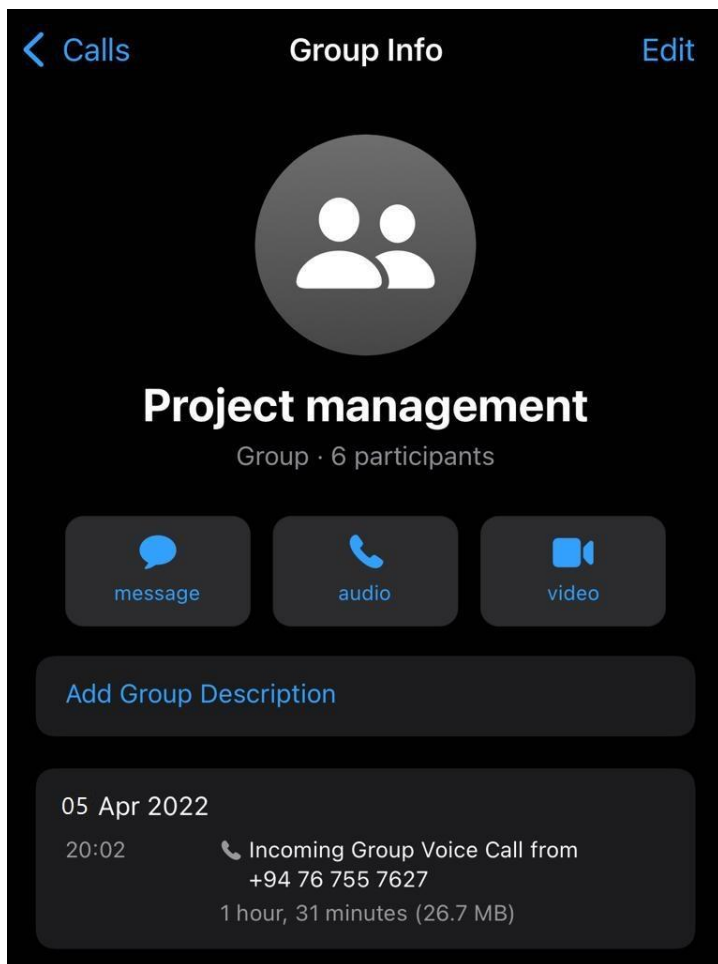 Calls
Group Info
Edit
Project management
Group · 6 participants
message
audio
video
Add Group Description
05 Apr 2022
20:02
Incoming Group Voice Call from
+94 76 755 7627
1 hour, 31 minutes (26.7 MB)